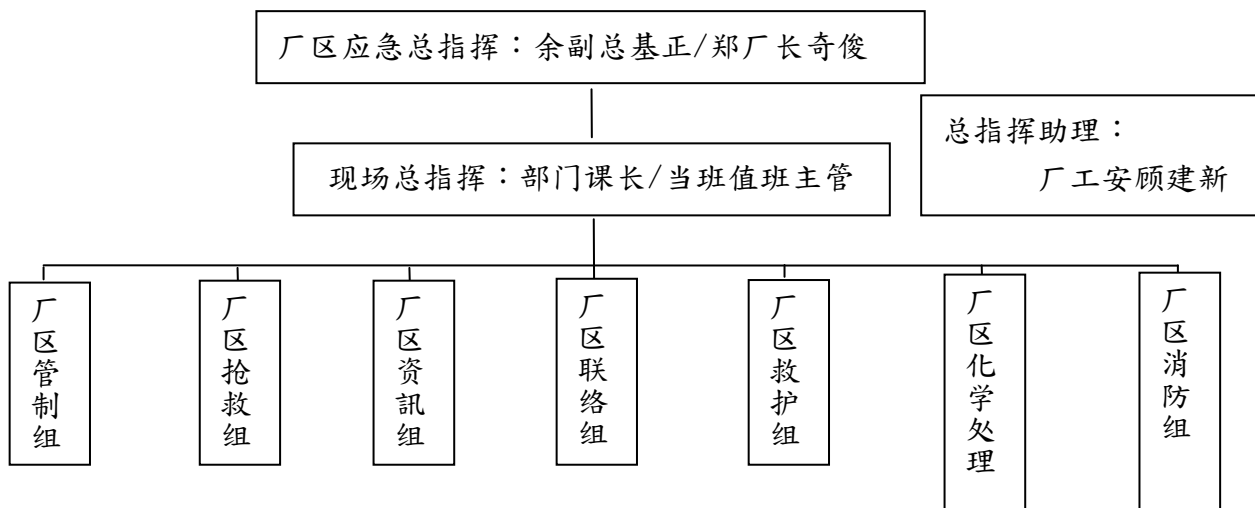 厂区应急总指挥：余副总基正/郑厂长奇俊
总指挥助理：
厂工安顾建新
现场总指挥：部门课长/当班值班主管
厂区管制组
厂区抢救组
厂区资訊组
厂区联络组
厂区救护组
厂区化学处理
厂区消防组